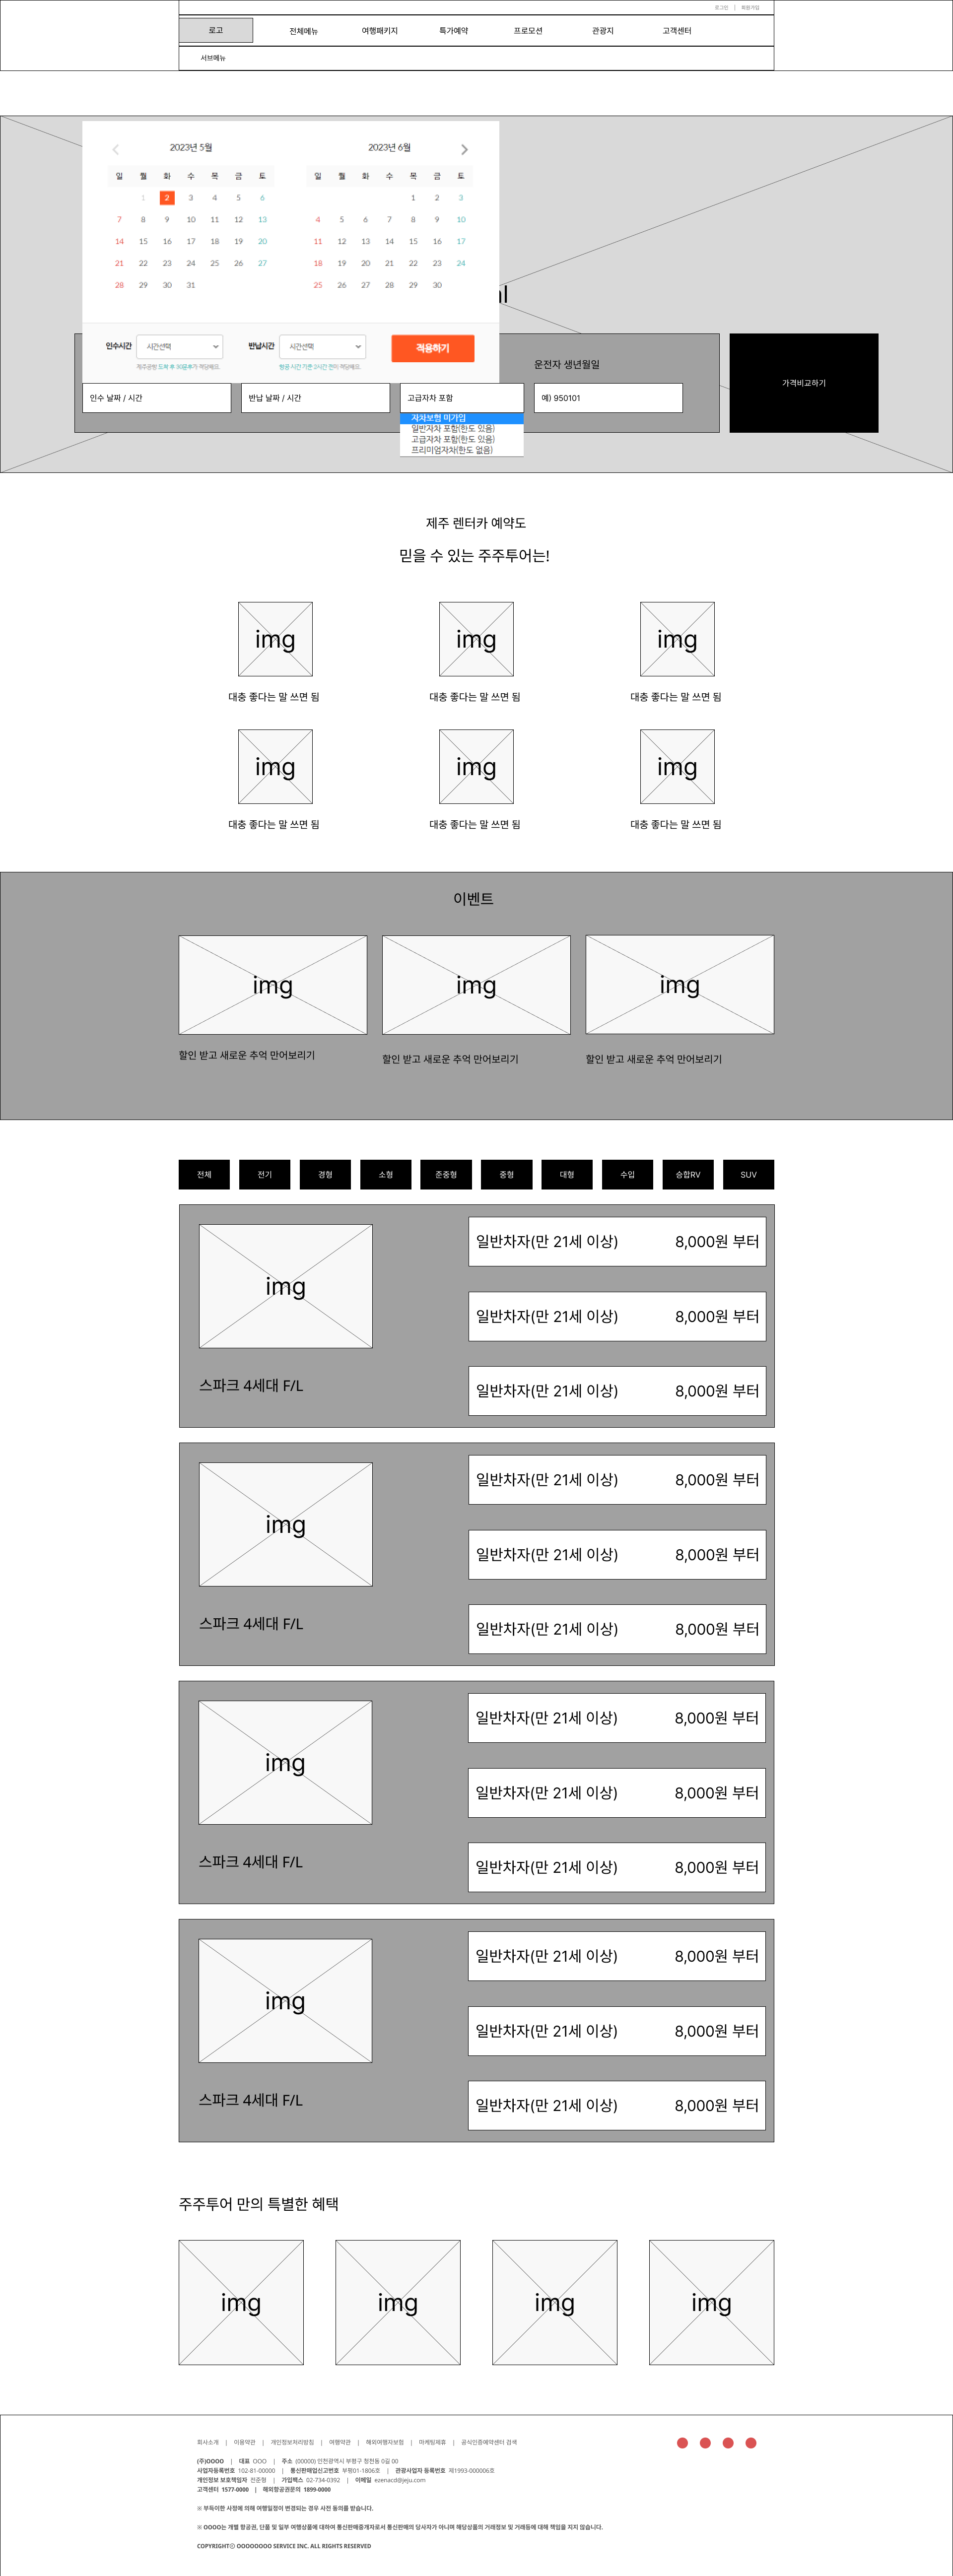 로그인 | 회원가입
로고 전체메뉴 여행패키지 특가예약 프로모션 관광지 고객센터
서브메뉴
2023년 5월 2023년 6월
일 월 화 수 목 금 토 일 월 화 수 목 금 토
1 2 3 4 5 6 1 2 3
7 8 9 10 11 12 13 4 5 6 7 8 9 10
14 15 16 17 18 19 20 11 12 13 14 15 16 17
21 22 23 24 25 26 27 18 19 20 21 22 23 24
28 29 30 31 25 26 27 28 29 30
인수시간 시간선택 반납시간 시간선택 적용하기
제주공항 도착 후 30분후가 적당해요. 항공 시간 기준 2시간 전이 적당해요.
운전자 생년월일
인수 날짜 / 시간 반납 날짜 / 시간 고급자차 포함 예) 950101 가격비교하기
자차보험 미가입
일반자차 포함(한도 있음)
고급자차 포함(한도 있음)
프리미엄자차(한도 없음)
제주 렌터카 예약도
믿을 수 있는 주주투어는!
img img img
대충 좋다는 말 쓰면 됨 대충 좋다는 말 쓰면 됨 대충 좋다는 말 쓰면 됨
img img img
대충 좋다는 말 쓰면 됨 대충 좋다는 말 쓰면 됨 대충 좋다는 말 쓰면 됨
이벤트
img img img
할인 받고 새로운 추억 만어보리기 할인 받고 새로운 추억 만어보리기 할인 받고 새로운 추억 만어보리기
전체 전기 경형 소형 준중형 중형 대형 수입 승합RV SUV
일반차자(만 21세 이상) 8,000원 부터
img
일반차자(만 21세 이상) 8,000원 부터
스파크 4세대 F/L
일반차자(만 21세 이상) 8,000원 부터
일반차자(만 21세 이상) 8,000원 부터
img
일반차자(만 21세 이상) 8,000원 부터
스파크 4세대 F/L
일반차자(만 21세 이상) 8,000원 부터
일반차자(만 21세 이상) 8,000원 부터
img
일반차자(만 21세 이상) 8,000원 부터
스파크 4세대 F/L
일반차자(만 21세 이상) 8,000원 부터
일반차자(만 21세 이상) 8,000원 부터
img
일반차자(만 21세 이상) 8,000원 부터
스파크 4세대 F/L
일반차자(만 21세 이상) 8,000원 부터
주주투어 만의 특별한 혜택
img img img img
회사소개 | 이용약관 | 개인정보자리방침 | 여행약관 | 해외여행자보험 | 마케팅제휴 | 공식인증예약센터 검색
(주)OOOO | 대표 OOO | 주소 (00000) 인천광역시 부평구 청천동 0길 00
사업자등록번호 102-81-00000 | 통신판매업신고번호 부평01-1806호 | 관광사업자 등록번호 제1993-000006호
개인정보 보호책임자 전준형 | 가입팩스 02-734-0392 | 이메일 ezenacd@jeju.com
고객센터 1577-0000 | 해외항공권문의 1899-0000
※ 부득이한 사정에 의해 여행일정이 변경되는 경우 사전 동의를 받습니다.
※ OOOO는 개별 항공권, 단품 및 일부 여행상품에 대하여 통신판매중개자로서 통신판매의 당사자가 아니며 해당상품의 거래정보 및 거래등에 대해 책임을 지지 않습니다.
COPYRIGHTⓒ OOOOOOOO SERVICE INC. ALL RIGHTS RESERVED